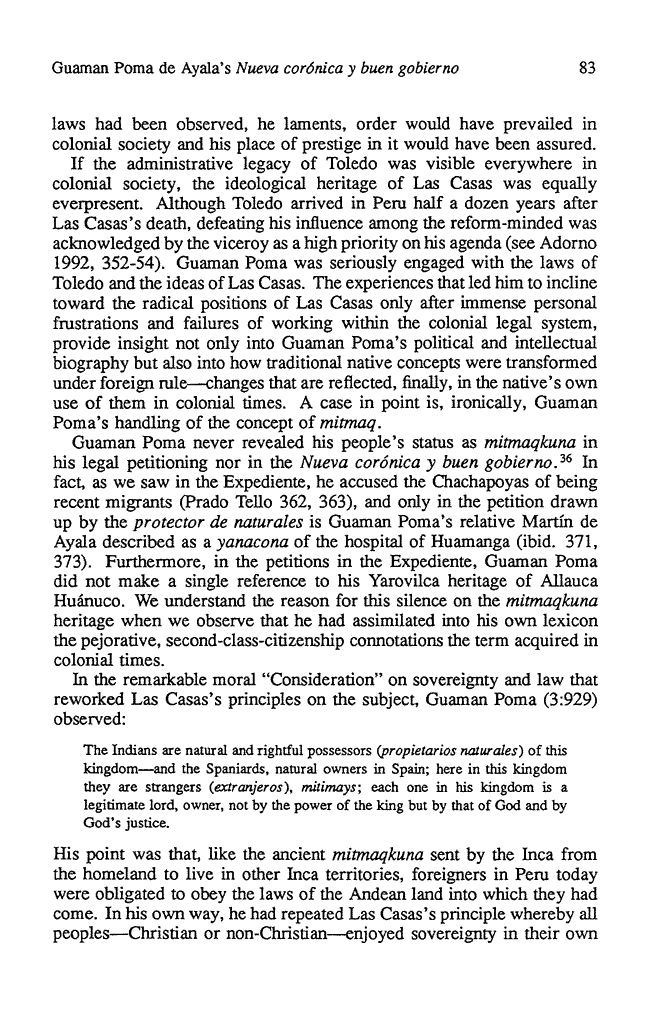 Guaman Poma de Ayala's Nueva corónica y buen gobierno 83
laws had been observed, he laments, order would have prevailed in
colonial society and his place of prestige in it would have been assured.
If the administrative legacy of Toledo was visible everywhere in
colonial society, the ideological heritage of Las Casas was equally
everpresent. Although Toledo arrived in Peru half a dozen years after
Las Casas's death, defeating his influence among the reform-minded was
acknowledged by the viceroy as a high priority on his agenda (see Adorno
1992, 352-54). Guaman Poma was seriously engaged with the laws of
Toledo and the ideas of Las Casas. The experiences that led him to incline
toward the radical positions of Las Casas only after immense personal
frustrations and failures of working within the colonial legal system,
provide insight not only into Guaman Poma's political and intellectual
biography but also into how traditional native concepts were transformed
under foreign rule—changes that are reflected, finally, in the native's own
use of them in colonial times. A case in point is, ironically, Guaman
Poma's handling of the concept of mitmaq.
Guaman Poma never revealed his people's status as mitmaqkuna in
his legal petitioning nor in the Nueva corónica y buen gobierno.36 In
fact, as we saw in the Expediente, he accused the Chachapoyas of being
recent migrants (Prado Tello 362, 363), and only in the petition drawn
up by the protector de naturales is Guaman Poma's relative Martín de
Ayala described as a yanacona of the hospital of Huamanga (ibid. 371,
373). Furthermore, in the petitions in the Expediente, Guaman Poma
did not make a single reference to his Yarovilca heritage of Allauca
Huánuco. We understand the reason for this silence on the mitmaqkuna
heritage when we observe that he had assimilated into his own lexicon
the pejorative, second-class-citizenship connotations the term acquired in
colonial times.
In the remarkable moral “Consideration” on sovereignty and law that
reworked Las Casas's principles on the subject, Guaman Poma (3:929)
observed:
The Indians are natural and rightful possessors (propietarios naturales) of this
kingdom—and the Spaniards, natural owners in Spain; here in this kingdom
they are strangers (extranjeros), mitimays; each one in his kingdom is a
legitimate lord, owner, not by the power of the king but by that of God and by
God's justice.
His point was that, like the ancient mitmaqkuna sent by the Inca from
the homeland to live in other Inca territories, foreigners in Peru today
were obligated to obey the laws of the Andean land into which they had
come. In his own way, he had repeated Las Casas's principle whereby all
peoples—Christian or non-Christian—enjoyed sovereignty in their own